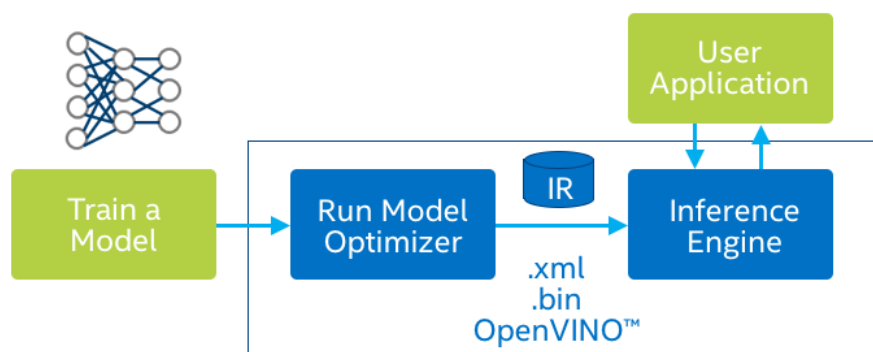 User
Application
Train a
Model
Run Model
Optimizer
IR
.xml
.bin
OpenVINO™
Inference
Engine